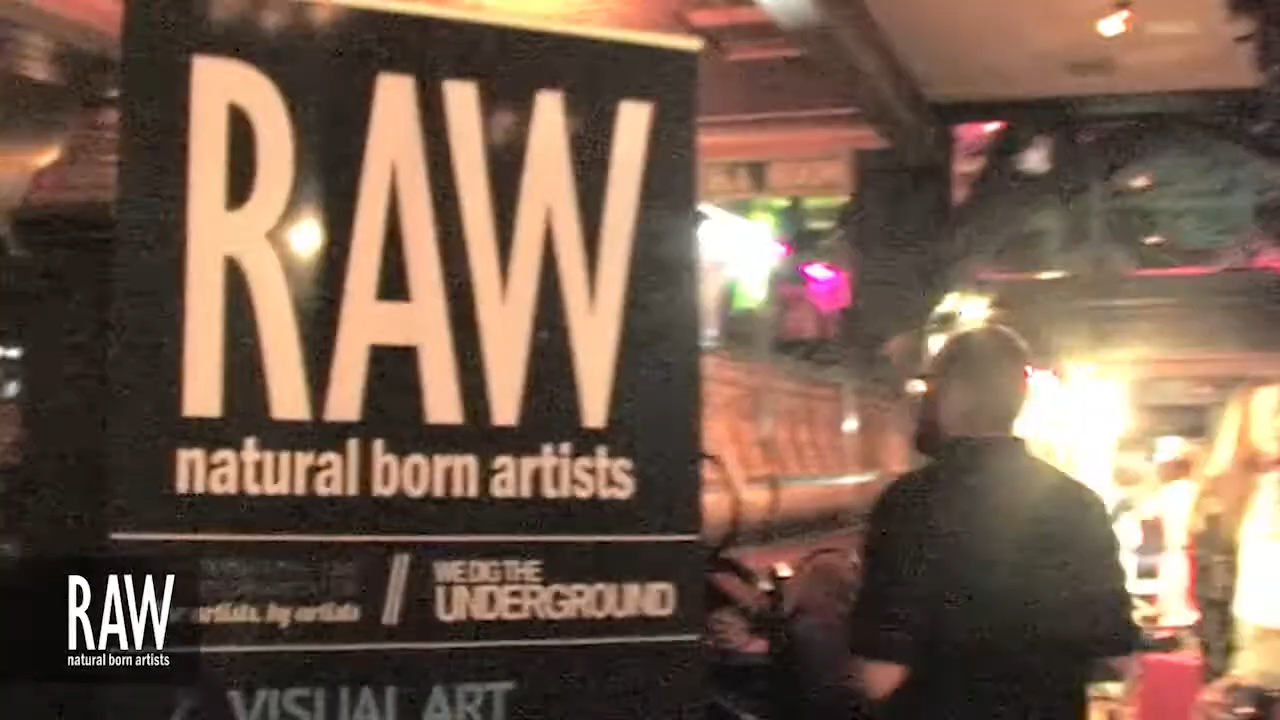 RAW
natural born artists
WE DIG THE
artists, by artists // UNDERGROUND
VISUAL ART
RAW
natural born artists